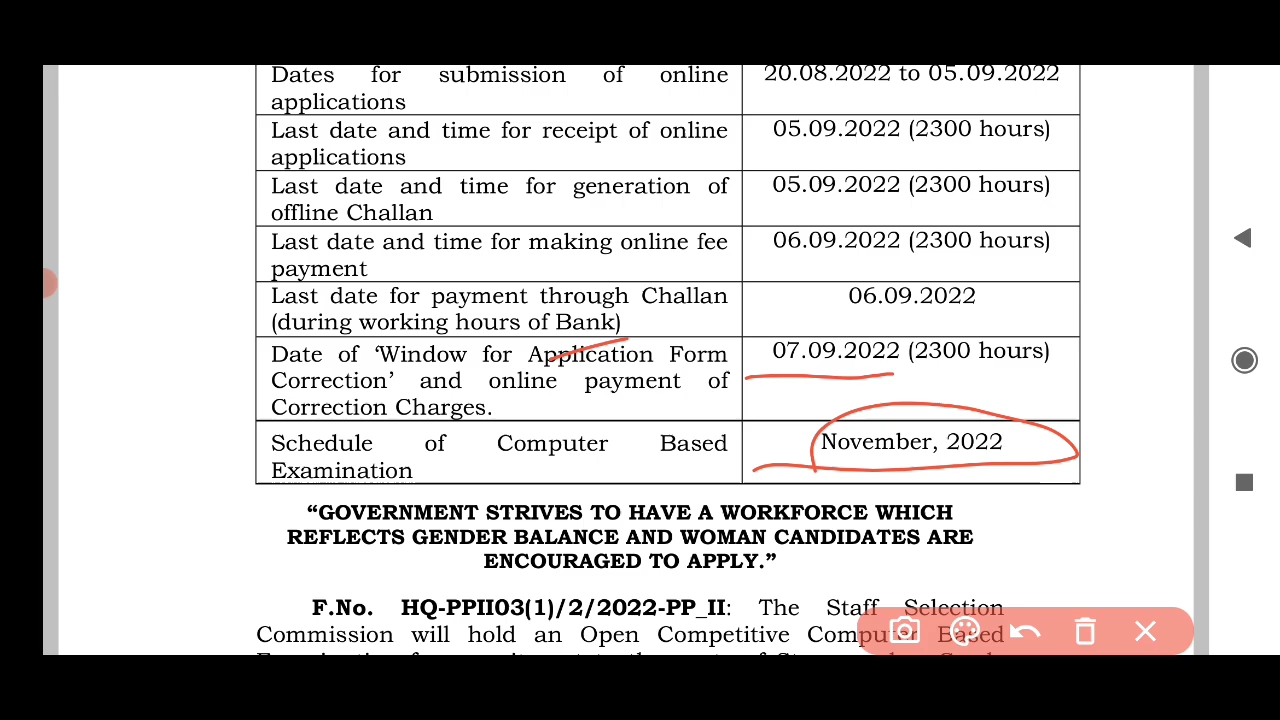 Dates for submission of online
applications
20.08.2022 to 05.09.2022
Last date and time for receipt of online
applications
05.09.2022 (2300 hours)
Last date and time for generation of
offline Challan
05.09.2022 (2300 hours)
Last date and time for making online fee
payment
06.09.2022 (2300 hours)
Last date for payment through Challan
(during working hours of Bank)
06.09.2022
Date of ‘Window for Application Form
Correction’ and online payment of
Correction Charges.
07.09.2022 (2300 hours)
Schedule of Computer Based
Examination
November, 2022
“GOVERNMENT STRIVES TO HAVE A WORKFORCE WHICH
REFLECTS GENDER BALANCE AND WOMAN CANDIDATES ARE
ENCOURAGED TO APPLY.”
F.No. HQ-PPII03(1)/2/2022-PP_II: The Staff Selection
Commission will hold an Open Competitive Computer Based